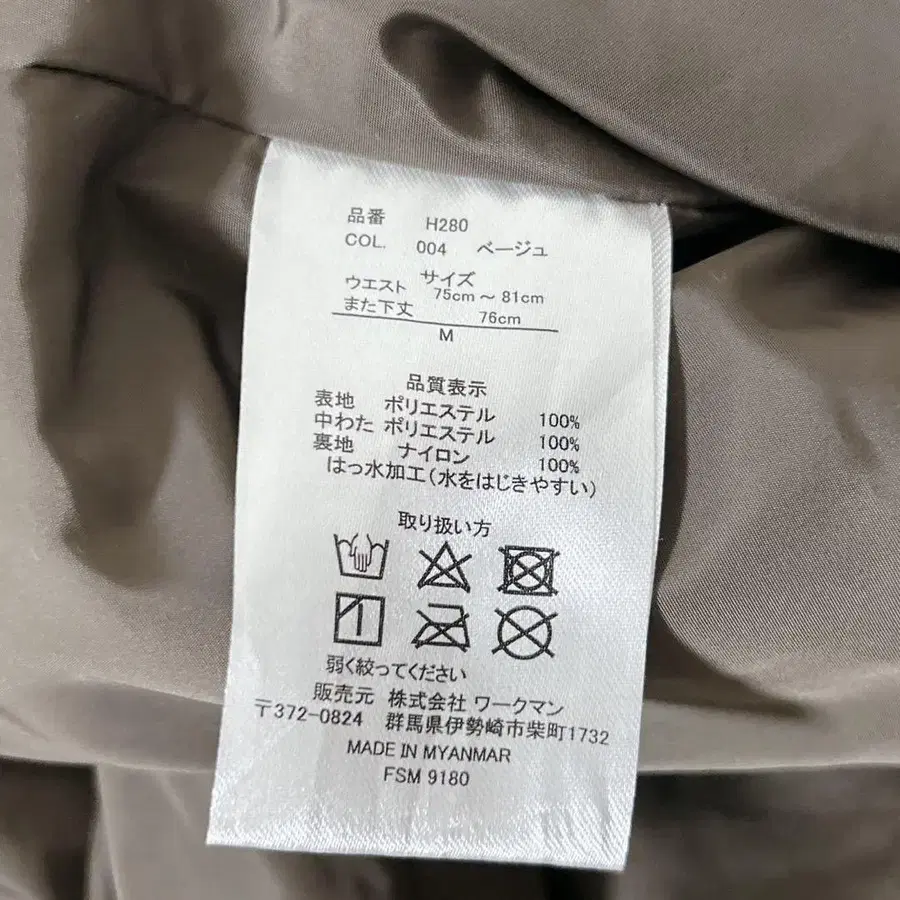 品番 H280
COL. 004 ベージュ
サイズ
ウエスト 75cm～81cm
また下丈 76cm
M
品質表示
表地 ポリエステル 100%
中わた ポリエステル 100%
裏地 ナイロン 100%
はっ水加工(水をはじきやすい)
取り扱い方
弱く絞ってください
販売元 株式会社 ワークマン
〒372-0824 群馬県伊勢崎市柴町1732
MADE IN MYANMAR
FSM 9180